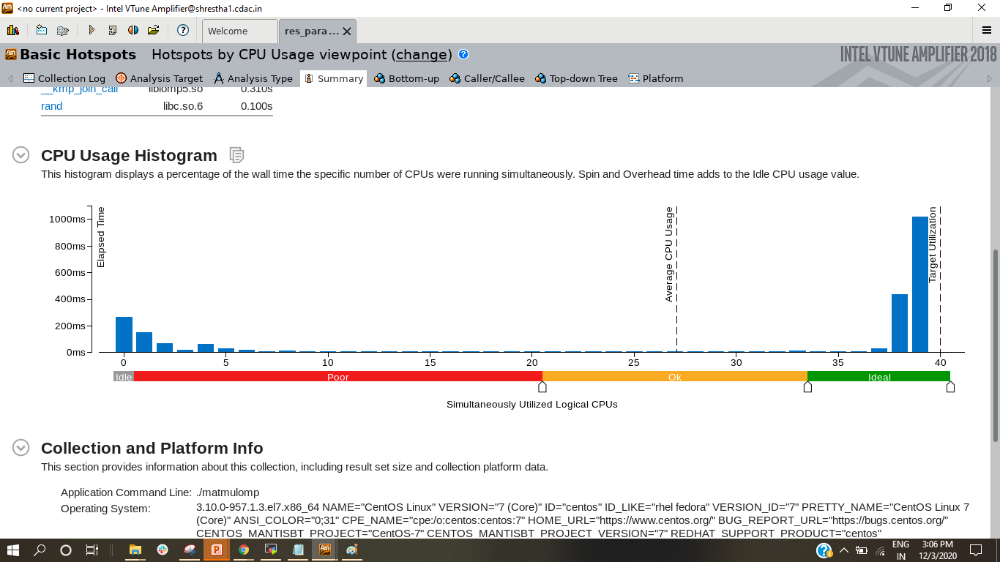 <no current project> - Intel VTune Amplifier@shrestha1.cdac.in
Welcome
res_para...
Basic Hotspots Hotspots by CPU Usage viewpoint (change)
INTEL VTUNE AMPLIFIER 2018
Collection Log Analysis Target Analysis Type Summary Bottom-up Caller/Callee Top-down Tree Platform
__kmp_join_call libiomp5.so 0.310s
rand libc.so.6 0.100s
CPU Usage Histogram
This histogram displays a percentage of the wall time the specific number of CPUs were running simultaneously. Spin and Overhead time adds to the Idle CPU usage value.
1000ms
800ms
600ms
400ms
200ms
0ms
Elapsed Time
Average CPU Usage
Target Utilization
0 5 10 15 20 25 30 35 40
Idle Poor Ok Ideal
Simultaneously Utilized Logical CPUs
Collection and Platform Info
This section provides information about this collection, including result set size and collection platform data.
Application Command Line: ./matmulomp
Operating System: 3.10.0-957.1.3.el7.x86_64 NAME="CentOS Linux" VERSION="7 (Core)" ID="centos" ID_LIKE="rhel fedora" VERSION_ID="7" PRETTY_NAME="CentOS Linux 7
(Core)" ANSI_COLOR="0;31" CPE_NAME="cpe:/o:centos:centos:7" HOME_URL="https://www.centos.org/" BUG_REPORT_URL="https://bugs.centos.org/"
CENTOS_MANTISBT_PROJECT="CentOS-7" CENTOS_MANTISBT_PROJECT_VERSION="7" REDHAT_SUPPORT_PRODUCT="centos"
ENG
IN
3:06 PM
12/3/2020